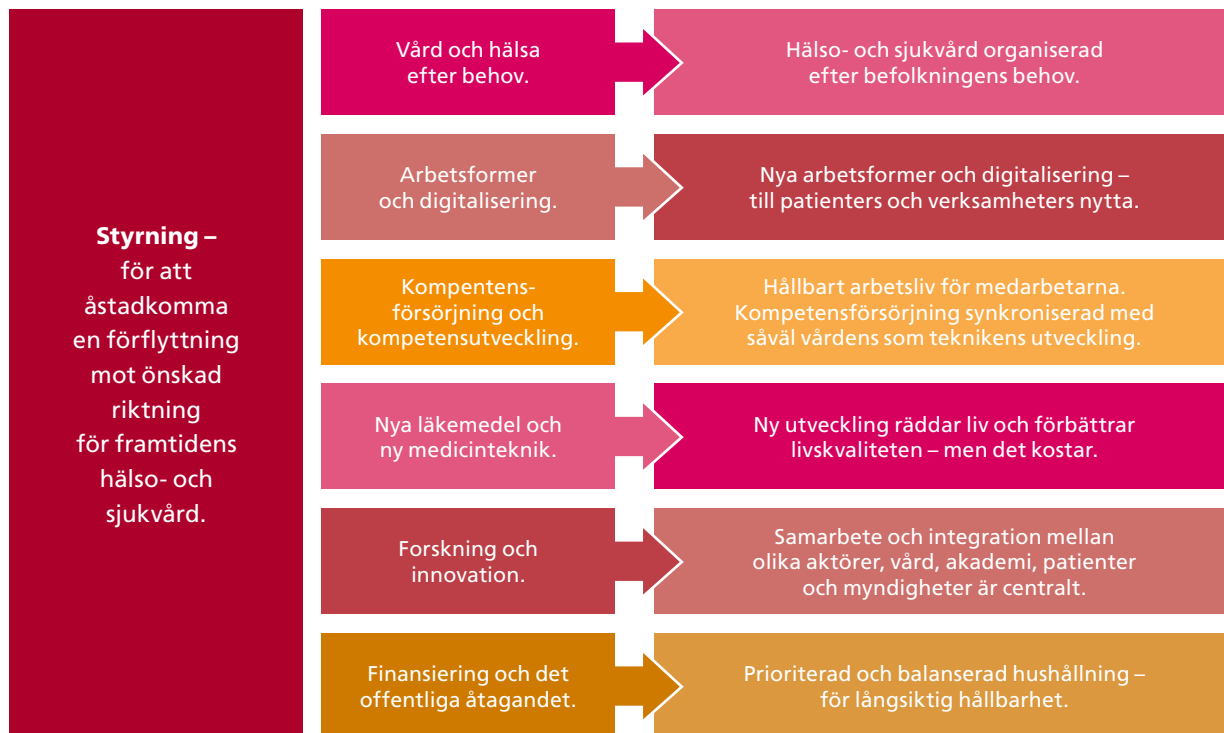 Styrning –
för att
åstadkomma
en förflyttning
mot önskad
riktning
för framtidens
hälso- och
sjukvård.
Vård och hälsa
efter behov.
Hälso- och sjukvård organiserad
efter befolkningens behov.
Arbetsformer
och digitalisering.
Nya arbetsformer och digitalisering –
till patienters och verksamheters nytta.
Kompentens-
försörjning och
kompetensutveckling.
Hållbart arbetsliv för medarbetarna.
Kompetensförsörjning synkroniserad med
såväl vårdens som teknikens utveckling.
Nya läkemedel och
ny medicinteknik.
Ny utveckling räddar liv och förbättrar
livskvaliteten – men det kostar.
Forskning och
innovation.
Samarbete och integration mellan
olika aktörer, vård, akademi, patienter
och myndigheter är centralt.
Finansiering och det
offentliga åtagandet.
Prioriterad och balanserad hushållning –
för långsiktig hållbarhet.